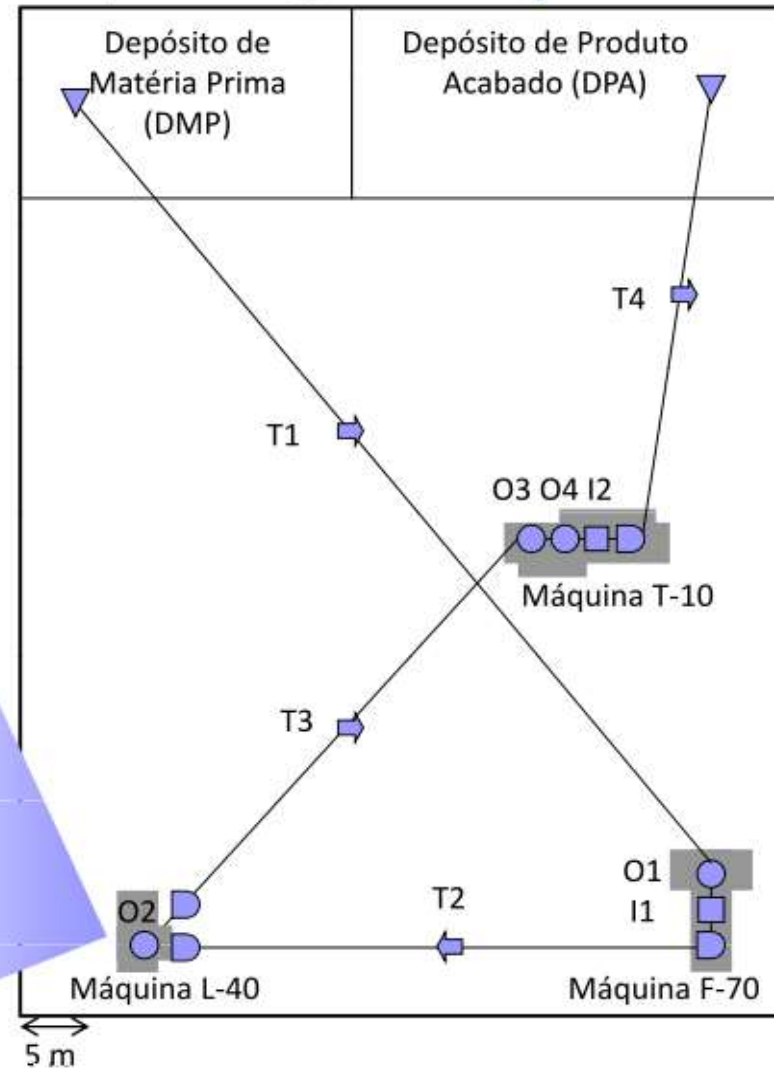 Depósito de
Matéria Prima
(DMP)
Depósito de Produto
Acabado (DPA)
T4
T1
O3 O4 I2
Máquina T-10
T3
O1
O2
T2
I1
Máquina L-40
Máquina F-70
5 m